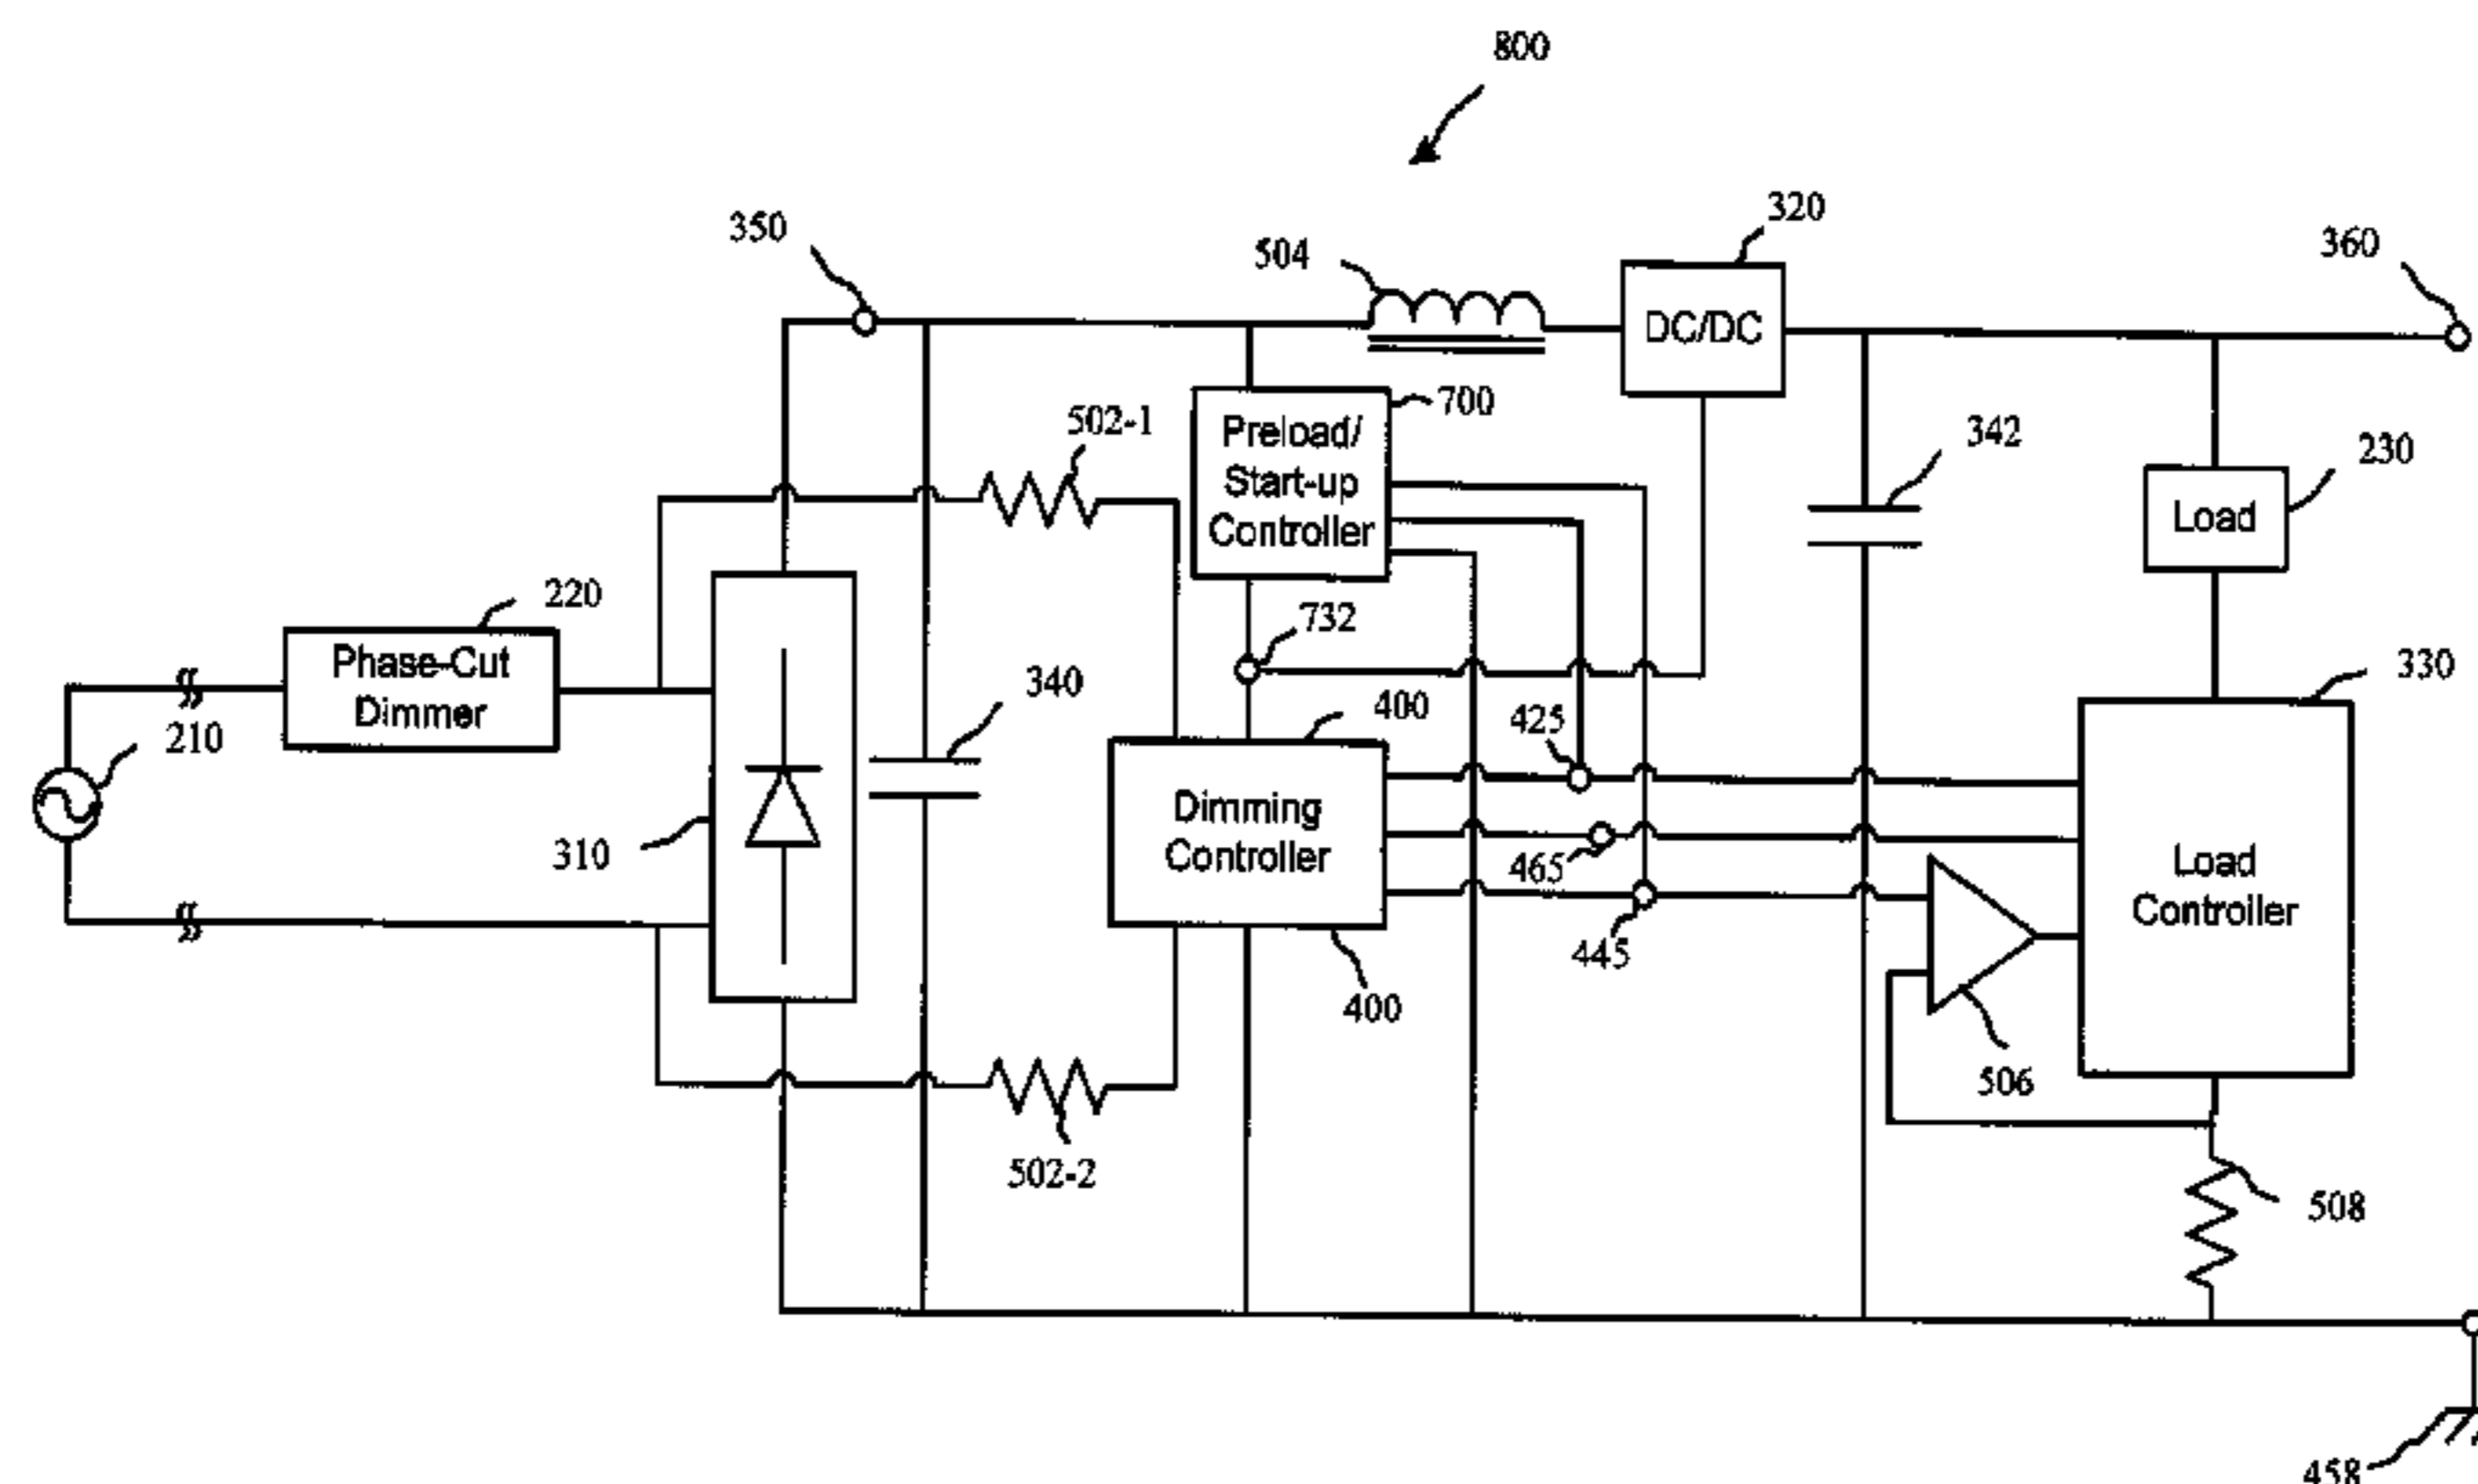 800
320
350
504
360
DC/DC
700
502-1
Preload/
Start-up
Controller
342
230
Load
220
732
Phase-Cut
Dimmer
330
340
400
425
210
Dimming
Controller
310
465
Load
Controller
445
400
506
502-2
508
458